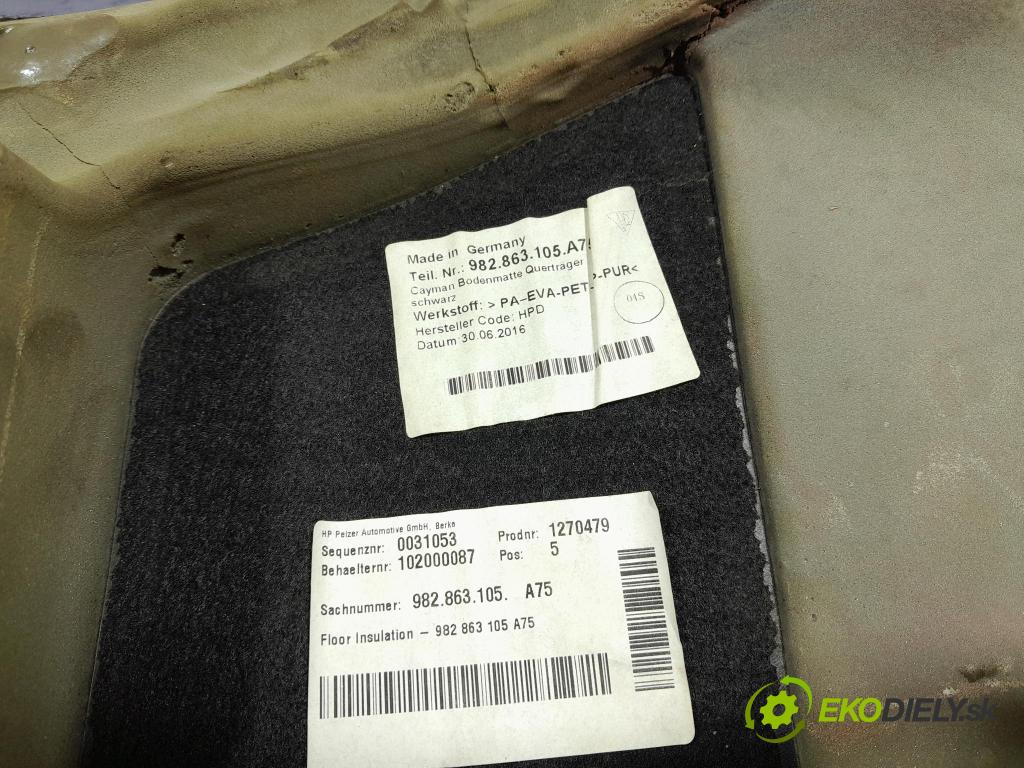 Made in Germany
Teil. Nr.: 982.863.105.A75
Cayman Bodenmatte Querträger
schwarz
Werkstoff: > PA-EVA-PET- -PUR<
Hersteller Code: HPD
Datum:30.06.2016
04S
HP Pelzer Automotive GmbH, Berka
Sequenznr: 0031053 Prodnr: 1270479
Behaelternr: 102000087 Pos: 5
Sachnummer: 982.863.105. A75
Floor Insulation – 982 863 105 A75
EKODIELY.sk